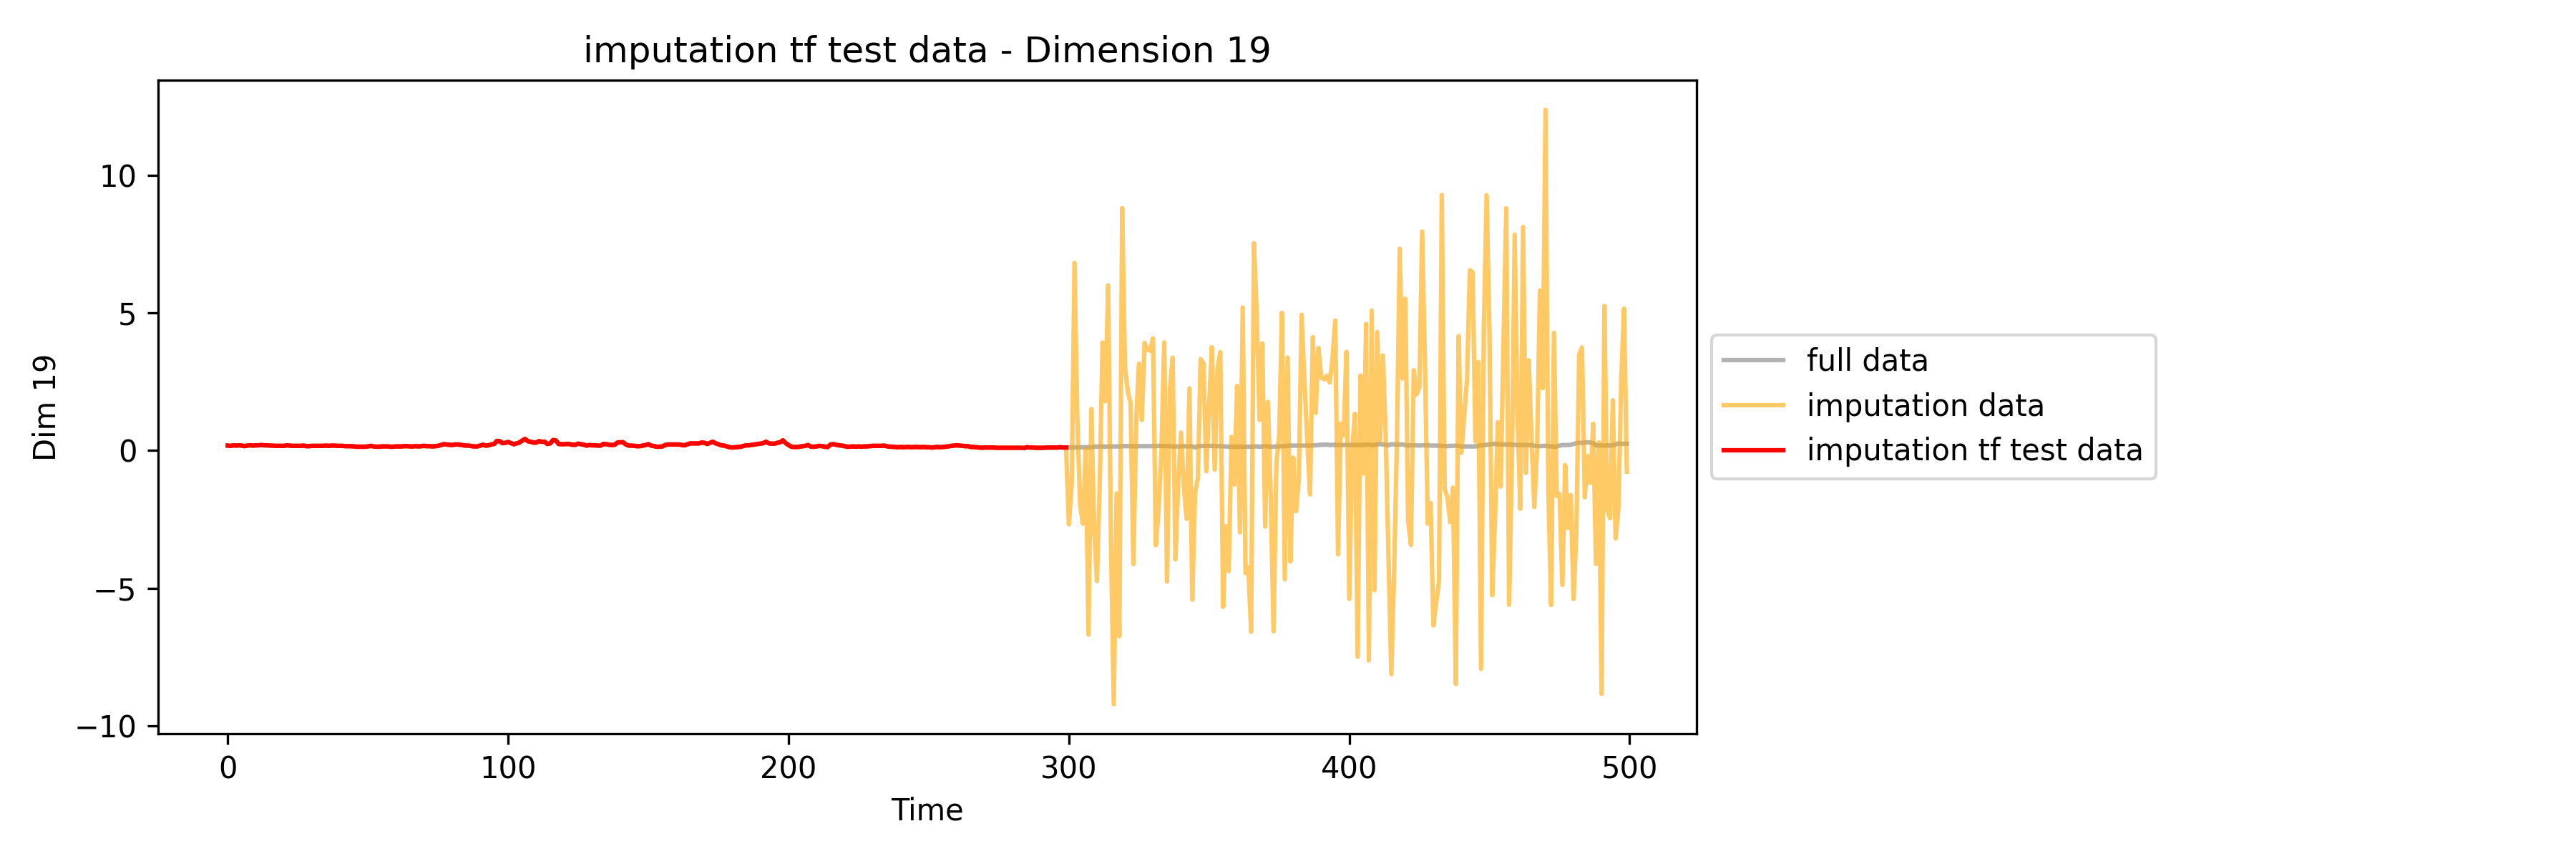 imputation tf test data - Dimension 19
Dim 19
10
5
0
−5
−10
0 100 200 300 400 500
Time
full data
imputation data
imputation tf test data